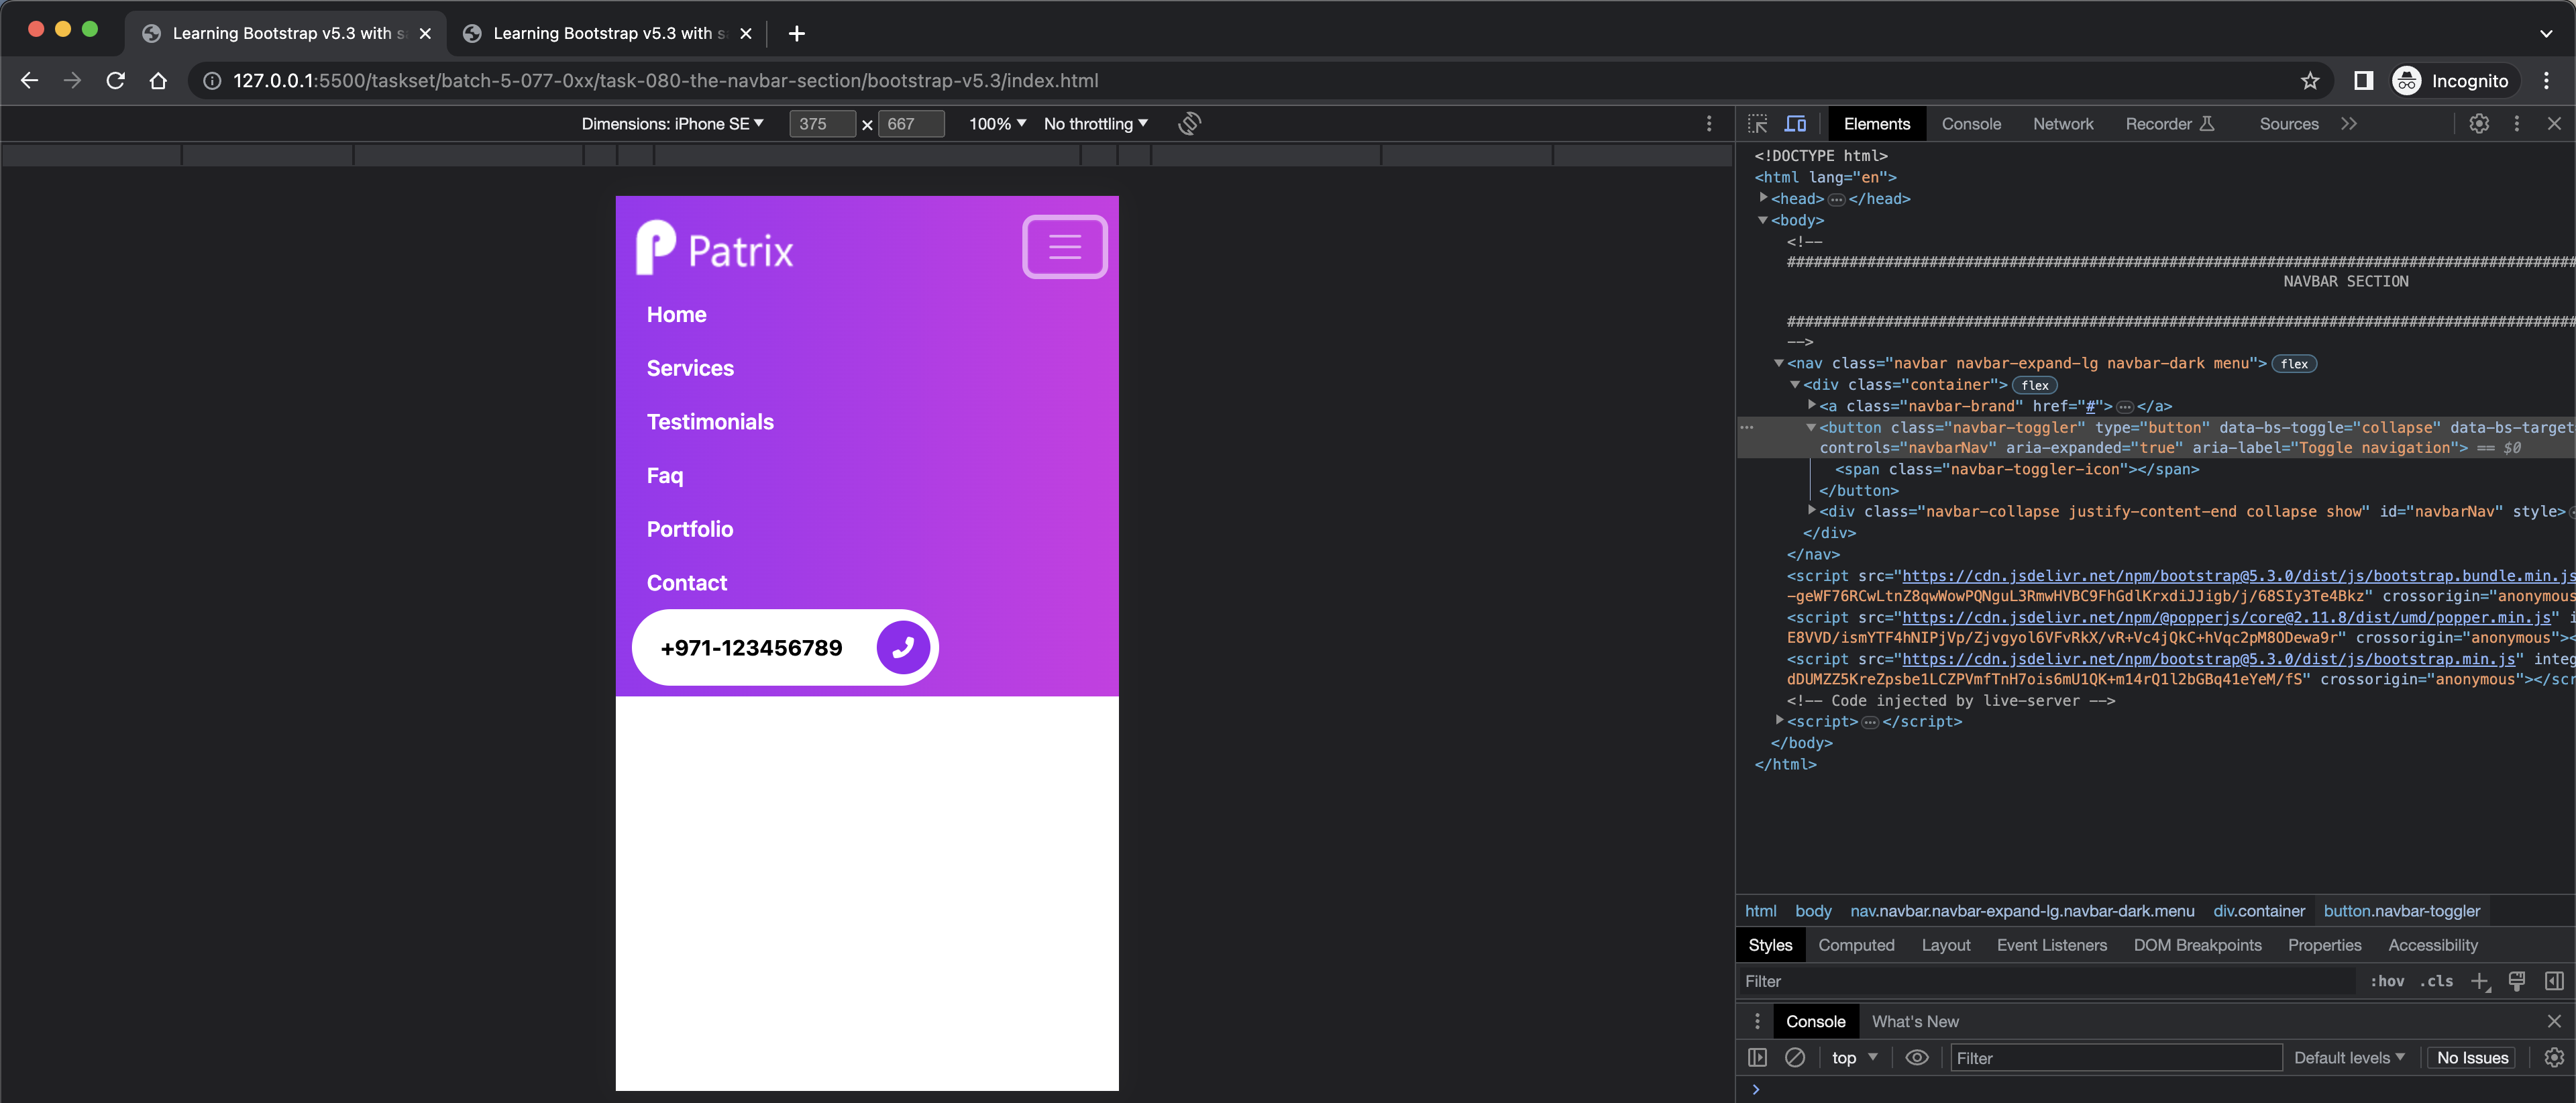 Learning Bootstrap v5.3 with s
Learning Bootstrap v5.3 with s
127.0.0.1:5500/taskset/batch-5-077-0xx/task-080-the-navbar-section/bootstrap-v5.3/index.html
Incognito
Dimensions: iPhone SE 375 × 667 100% No throttling
Elements Console Network Recorder Sources
Patrix
Home
Services
Testimonials
Faq
Portfolio
Contact
+971-123456789
<!DOCTYPE html>
<html lang="en">
<head>…</head>
<body>
<!--
###################################################################################
NAVBAR SECTION
###################################################################################
-->
<nav class="navbar navbar-expand-lg navbar-dark menu"> flex
<div class="container"> flex
<a class="navbar-brand" href="#">…</a>
<button class="navbar-toggler" type="button" data-bs-toggle="collapse" data-bs-target
controls="navbarNav" aria-expanded="true" aria-label="Toggle navigation"> == $0
<span class="navbar-toggler-icon"></span>
</button>
<div class="navbar-collapse justify-content-end collapse show" id="navbarNav" style>
</div>
</nav>
<script src="https://cdn.jsdelivr.net/npm/bootstrap@5.3.0/dist/js/bootstrap.bundle.min.js
-geWF76RCwLtnZ8qwWowPQNguL3RmwHVBC9FhGdlKrxdiJJigb/j/68SIy3Te4Bkz" crossorigin="anonymous
<script src="https://cdn.jsdelivr.net/npm/@popperjs/core@2.11.8/dist/umd/popper.min.js" i
E8VVD/ismYTF4hNIPjVp/Zjvgyol6VFvRkX/vR+Vc4jQkC+hVqc2pM8ODewa9r" crossorigin="anonymous"><
<script src="https://cdn.jsdelivr.net/npm/bootstrap@5.3.0/dist/js/bootstrap.min.js" integ
dDUMZZ5KreZpsbe1LCZPVmfTnH7ois6mU1QK+m14rQ1l2bGBq41eYeM/fS" crossorigin="anonymous"></scr
<!-- Code injected by live-server -->
<script>…</script>
</body>
</html>
html body nav.navbar.navbar-expand-lg.navbar-dark.menu div.container button.navbar-toggler
Styles Computed Layout Event Listeners DOM Breakpoints Properties Accessibility
Filter :hov .cls
Console What's New
top Filter Default levels No Issues